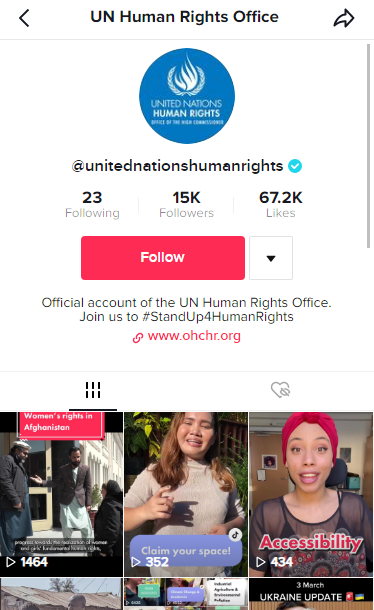 UN Human Rights Office
UNITED NATIONS
HUMAN RIGHTS
OFFICE OF THE HIGH COMMISSIONER
@unitednationshumanrights
23
15K
67.2K
Following
Followers
Likes
Follow
Official account of the UN Human Rights Office.
Join us to #StandUp4HumanRights
www.ohchr.org
Women's rights in
Afghanistan
progress towards the realization of women
and girls' fundamental human rights,
1464
Claim your space!
352
Accessibility
434
3 March
UKRAINE UPDATE